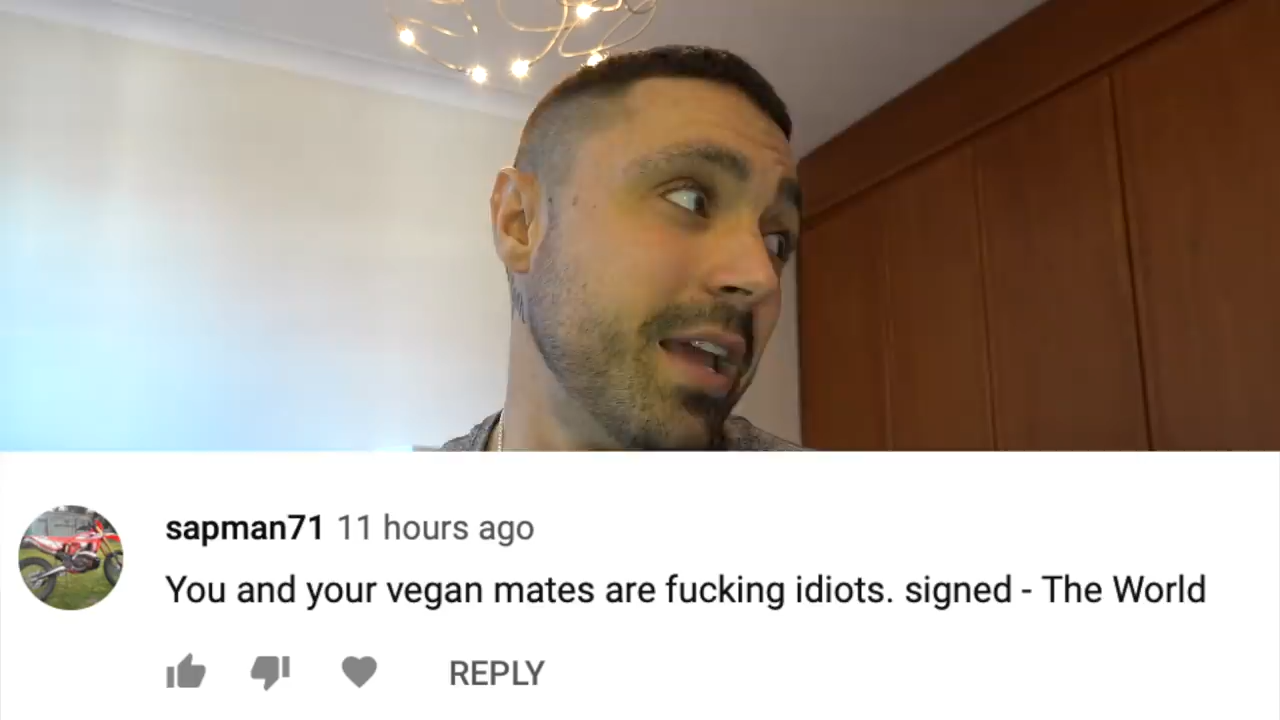 sapman71 11 hours ago
You and your vegan mates are fucking idiots. signed - The World
REPLY